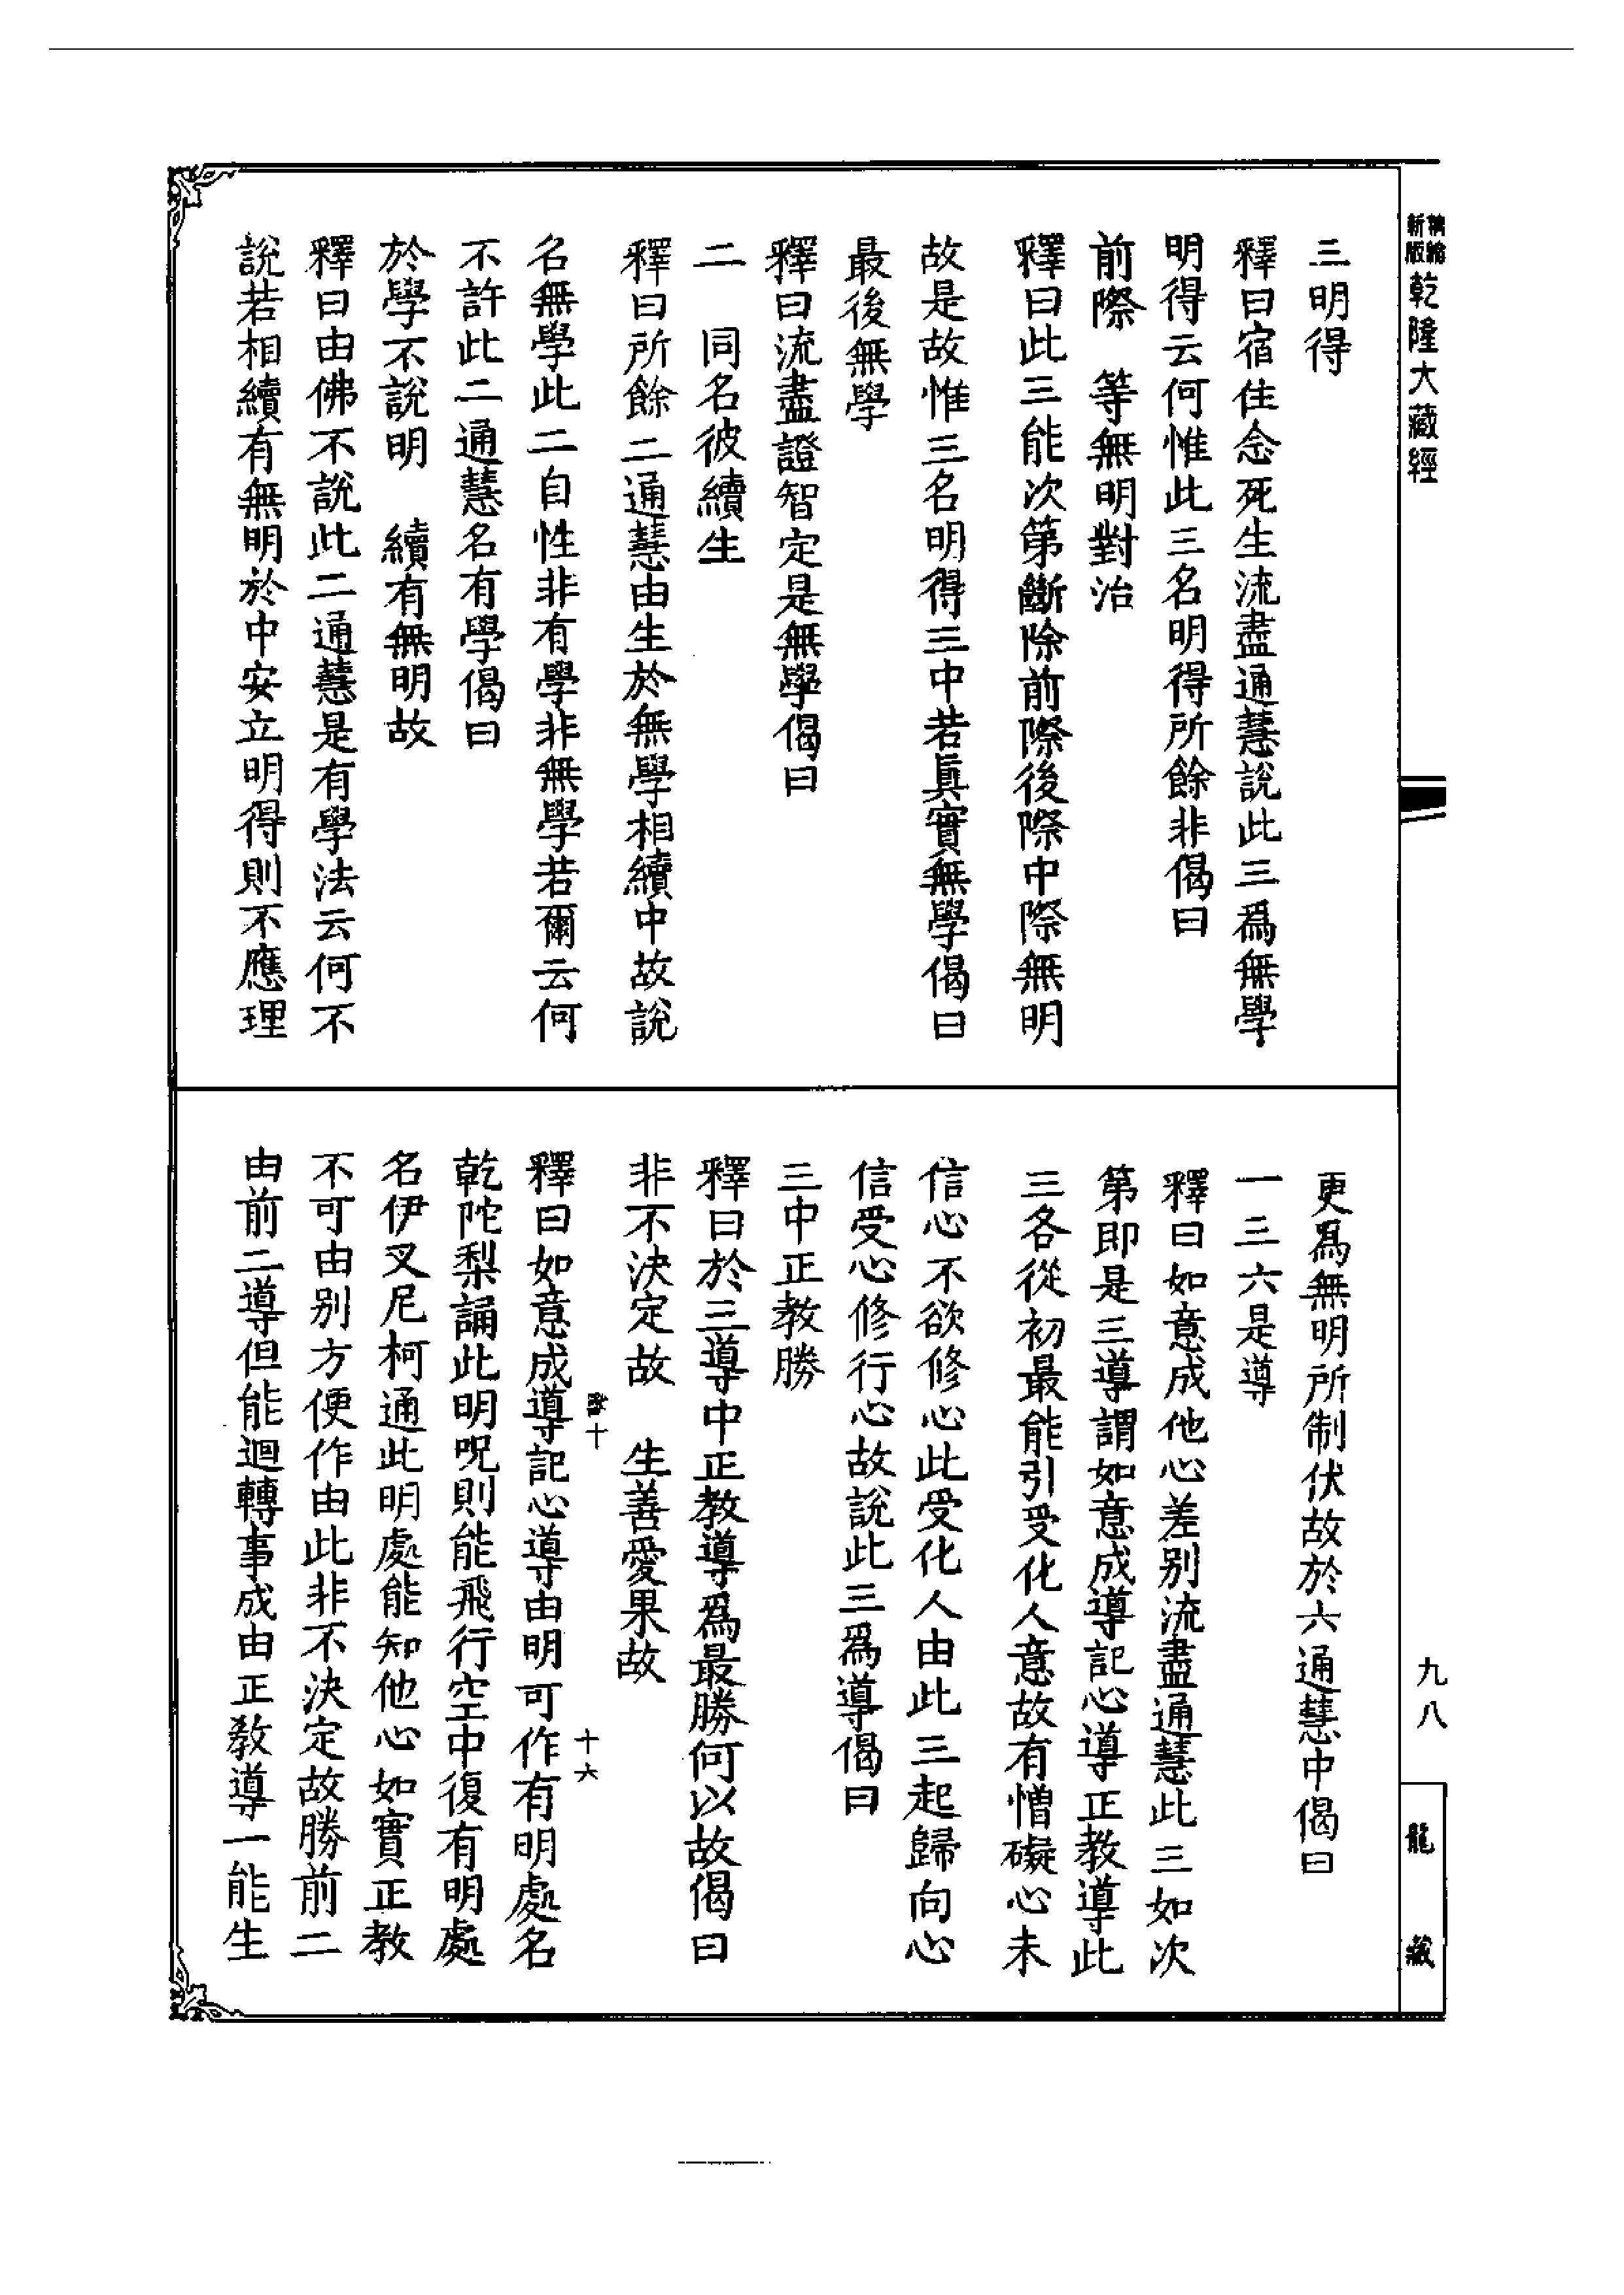 新版
精縮
乾隆大藏經
三明得
釋曰宿住念死生流盡通慧說此三爲無學
明得云何惟此三名明得所餘非偈曰
前際　等無明對治
釋曰此三能次第斷除前際後際中際無明
故是故惟三名明得三中若眞實無學偈曰
最後無學
釋曰流盡證智定是無學偈曰
二　同名彼續生
釋曰所餘二通慧由生於無學相續中故說
名無學此二自性非有學非無學若爾云何
不許此二通慧名有學偈曰
於學不說明　續有無明故
釋曰由佛不說此二通慧是有學法云何不
說若相續有無明於中安立明得則不應理
更爲無明所制伏故於六通慧中偈曰
一三六是導
釋曰如意成他心差别流盡通慧此三如次
第即是三導謂如意成導記心導正教導此
三各從初最能引受化人意故有憎礙心未
信心不欲修心此受化人由此三起歸向心
信受心修行心故說此三爲導偈曰
三中正教勝
釋曰於三導中正教導爲最勝何以故偈曰
非不決定故　生善愛果故
十
十六
釋曰如意成導記心導由明可作有明處名
乾陀梨誦此明呪則能飛行空中復有明處
名伊叉尼柯通此明處能知他心如實正教
不可由别方便作由此非不決定故勝前二
由前二導但能迴轉事成由正教導一能生
九八
龍藏